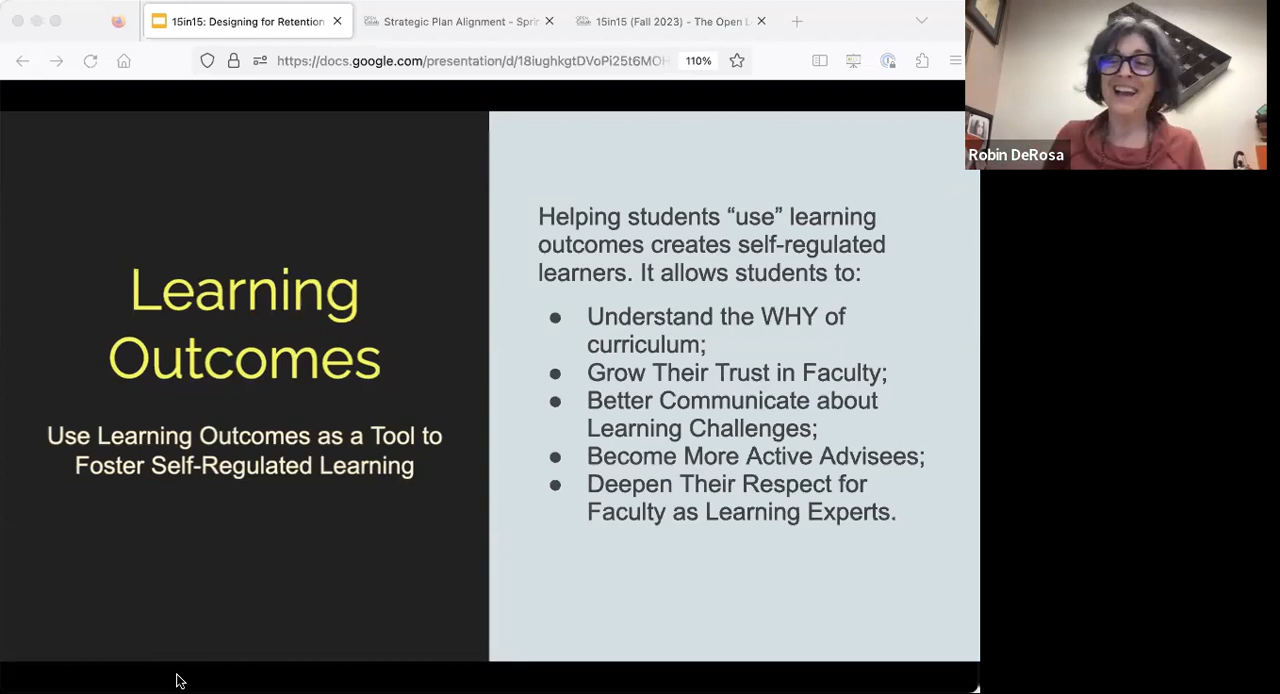 15in15: Designing for Retention
Strategic Plan Alignment - Spri
15in15 (Fall 2023) - The Open L
https://docs.google.com/presentation/d/18iughkgtDVoPi25t6MOH
110%
Robin DeRosa
Learning
Outcomes
Use Learning Outcomes as a Tool to
Foster Self-Regulated Learning
Helping students “use” learning
outcomes creates self-regulated
learners. It allows students to:
● Understand the WHY of
curriculum;
● Grow Their Trust in Faculty;
● Better Communicate about
Learning Challenges;
● Become More Active Advisees;
● Deepen Their Respect for
Faculty as Learning Experts.